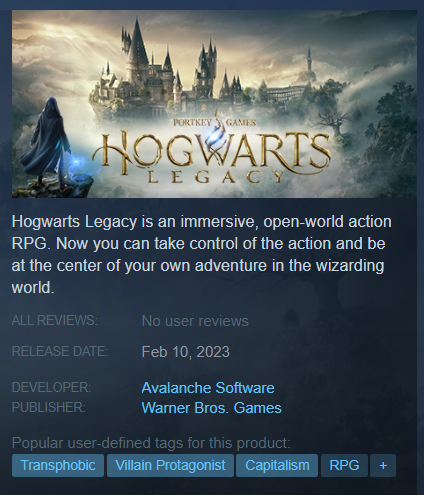 PORTKEY GAMES
HOGWARTS
LEGACY
Hogwarts Legacy is an immersive, open-world action
RPG. Now you can take control of the action and be
at the center of your own adventure in the wizarding
world.
ALL REVIEWS: No user reviews
RELEASE DATE: Feb 10, 2023
DEVELOPER: Avalanche Software
PUBLISHER: Warner Bros. Games
Popular user-defined tags for this product:
Transphobic Villain Protagonist Capitalism RPG +